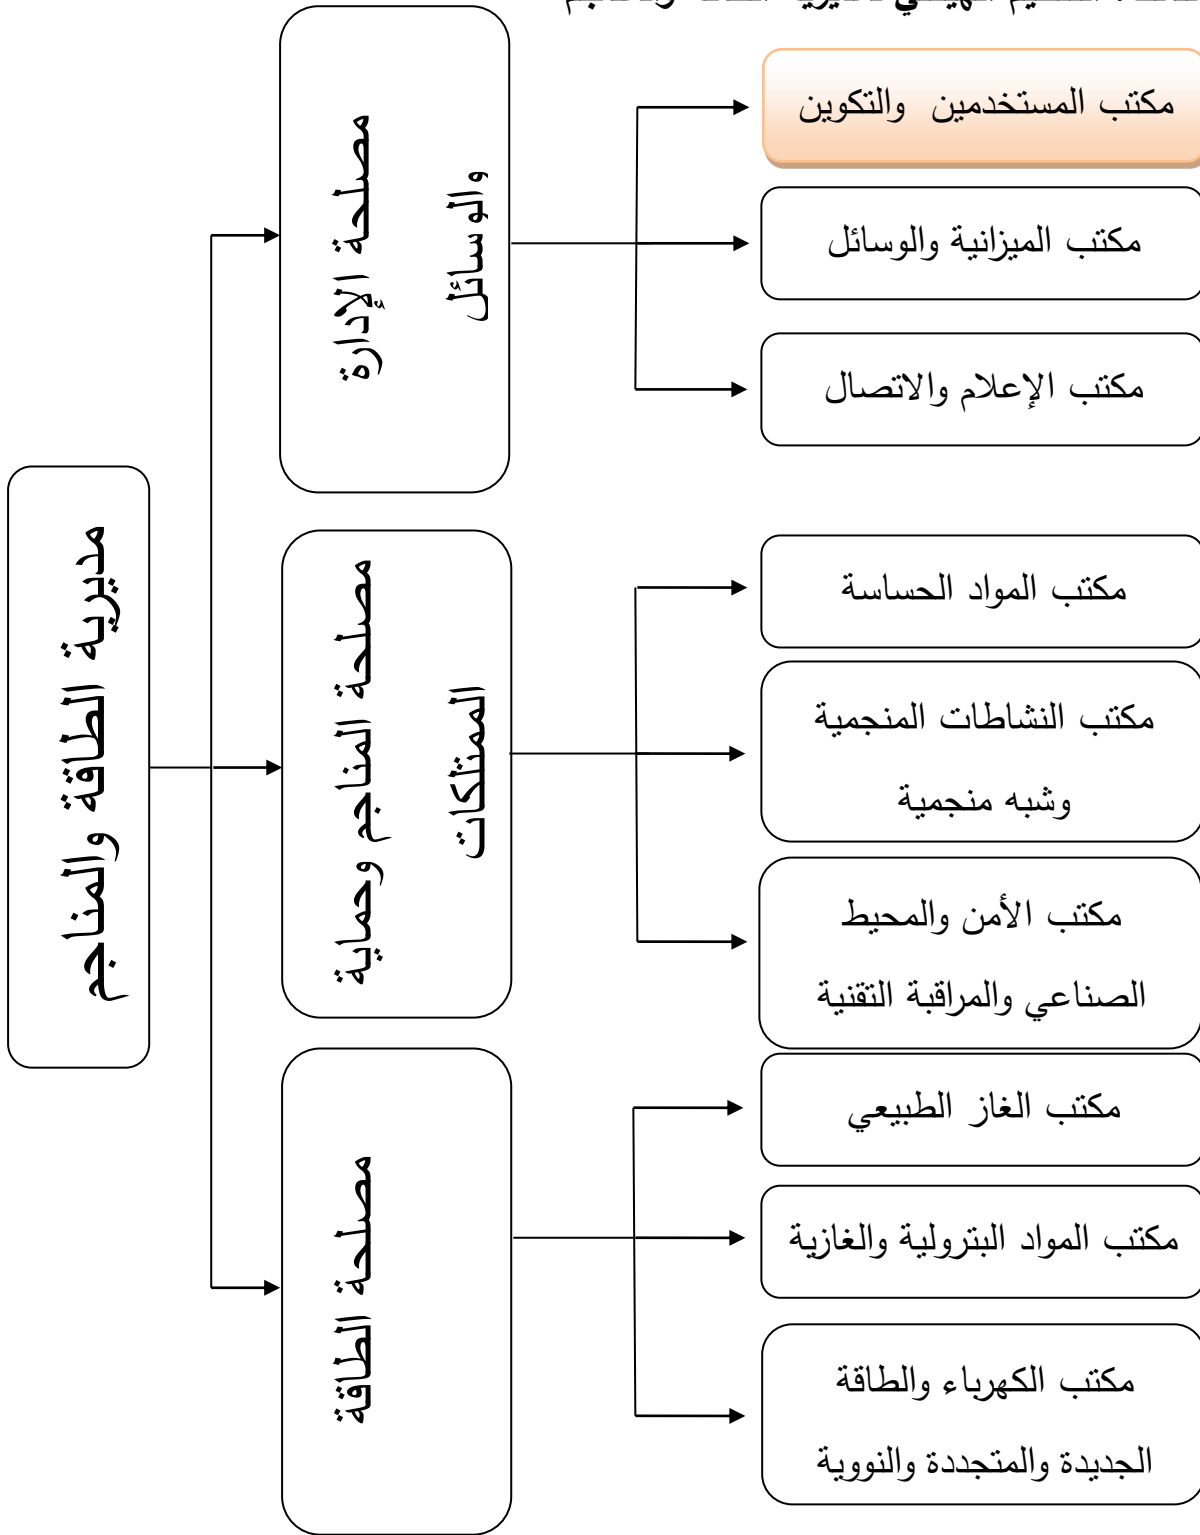 مديرية الطاقة والمناجم
مصلحة الإدارة
والوسائل
مكتب المستخدمين والتكوين
مكتب الميزانية والوسائل
مكتب الإعلام والاتصال
مصلحة المناجم وحماية
الممتلكات
مكتب المواد الحساسة
مكتب النشاطات المنجمية
وشبه منجمية
مكتب الأمن والمحيط
الصناعي والمراقبة التقنية
مصلحة الطاقة
مكتب الغاز الطبيعي
مكتب المواد البترولية والغازية
مكتب الكهرباء والطاقة
الجديدة والمتجددة والنووية